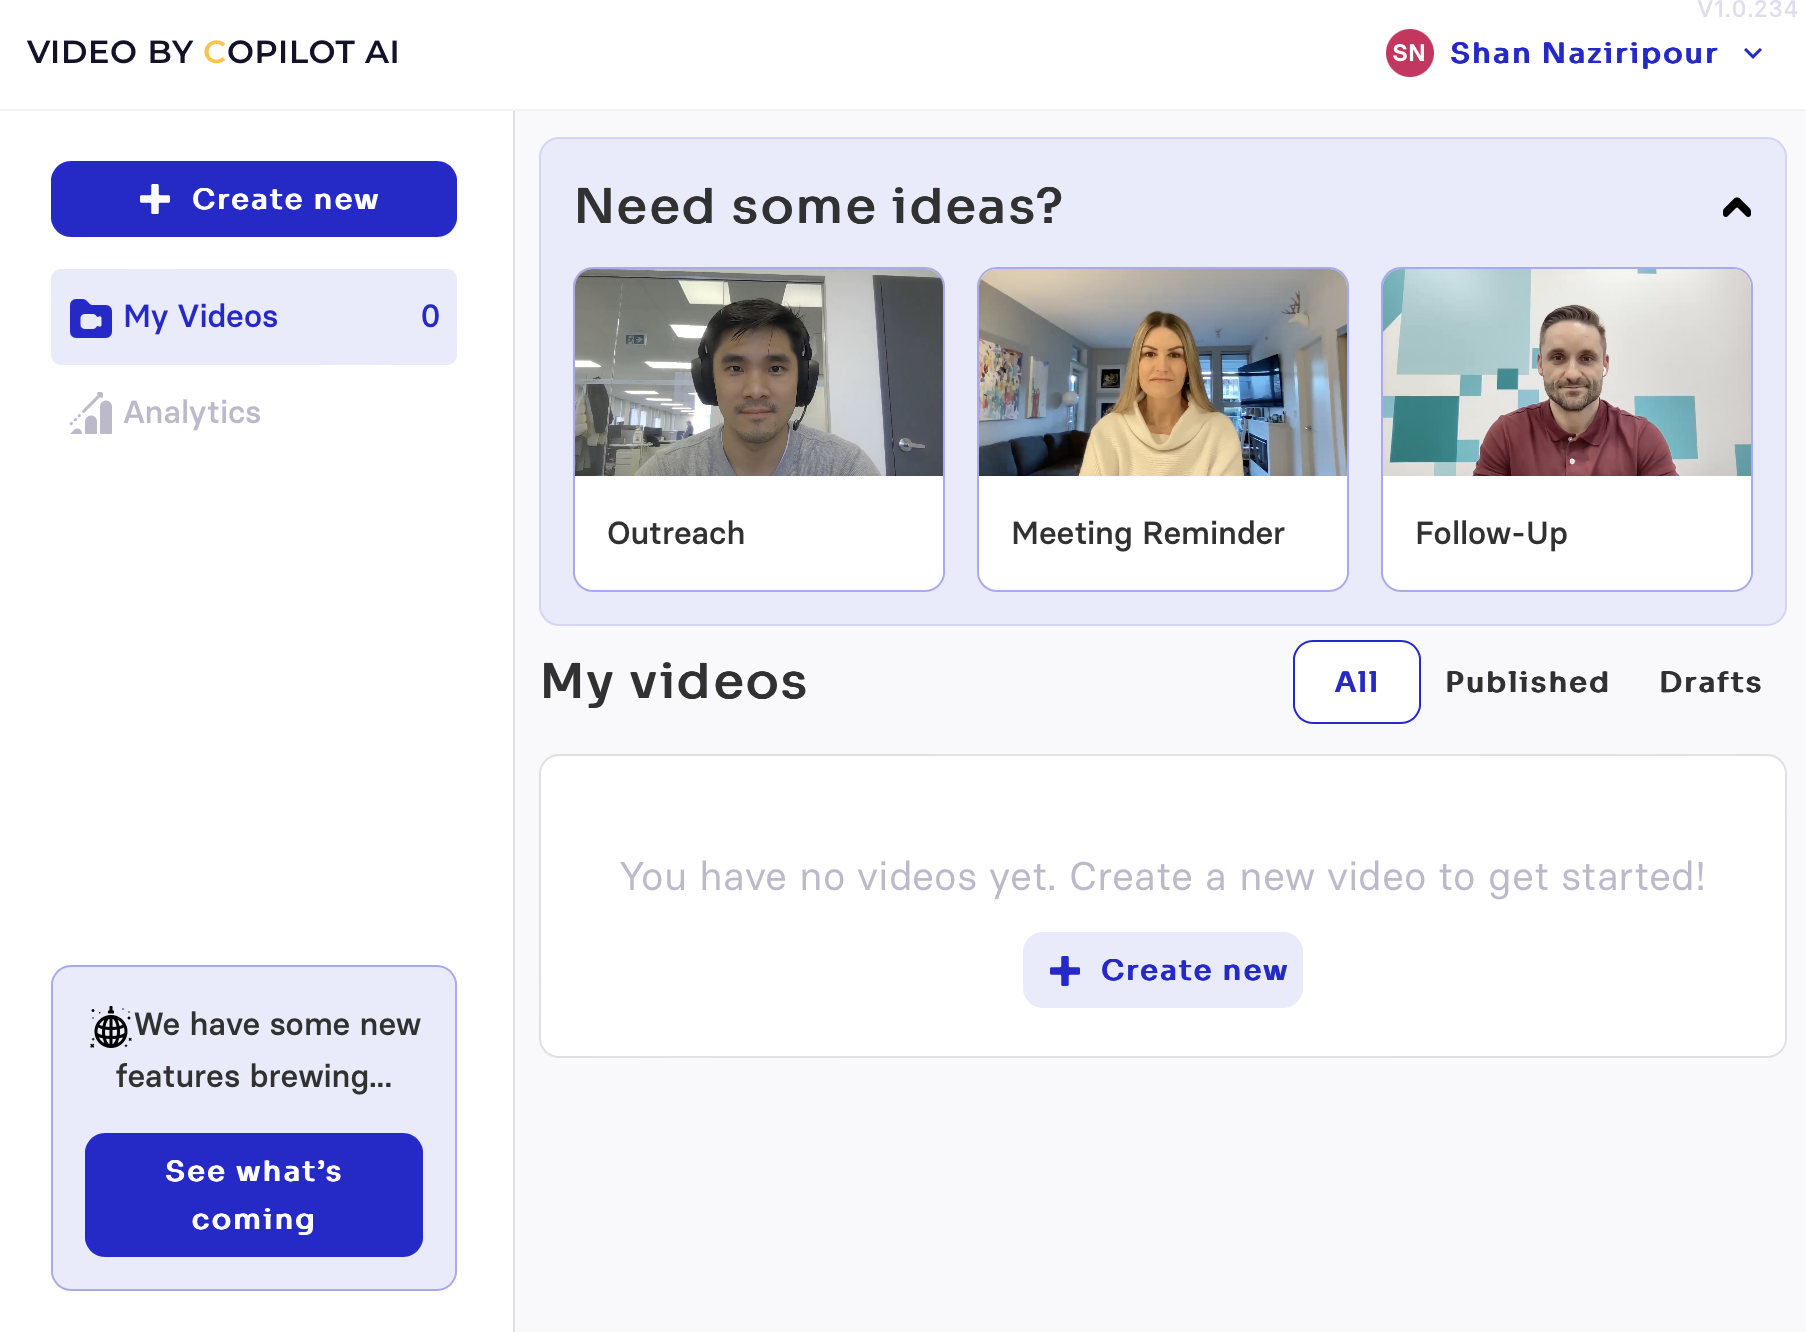 V1.0.234
VIDEO BY COPILOT AI
SN Shan Naziripour
Create new
My Videos 0
Analytics
We have some new
features brewing...
See what's
coming
Need some ideas?
Outreach
Meeting Reminder
Follow-Up
My videos
All Published Drafts
You have no videos yet. Create a new video to get started!
Create new